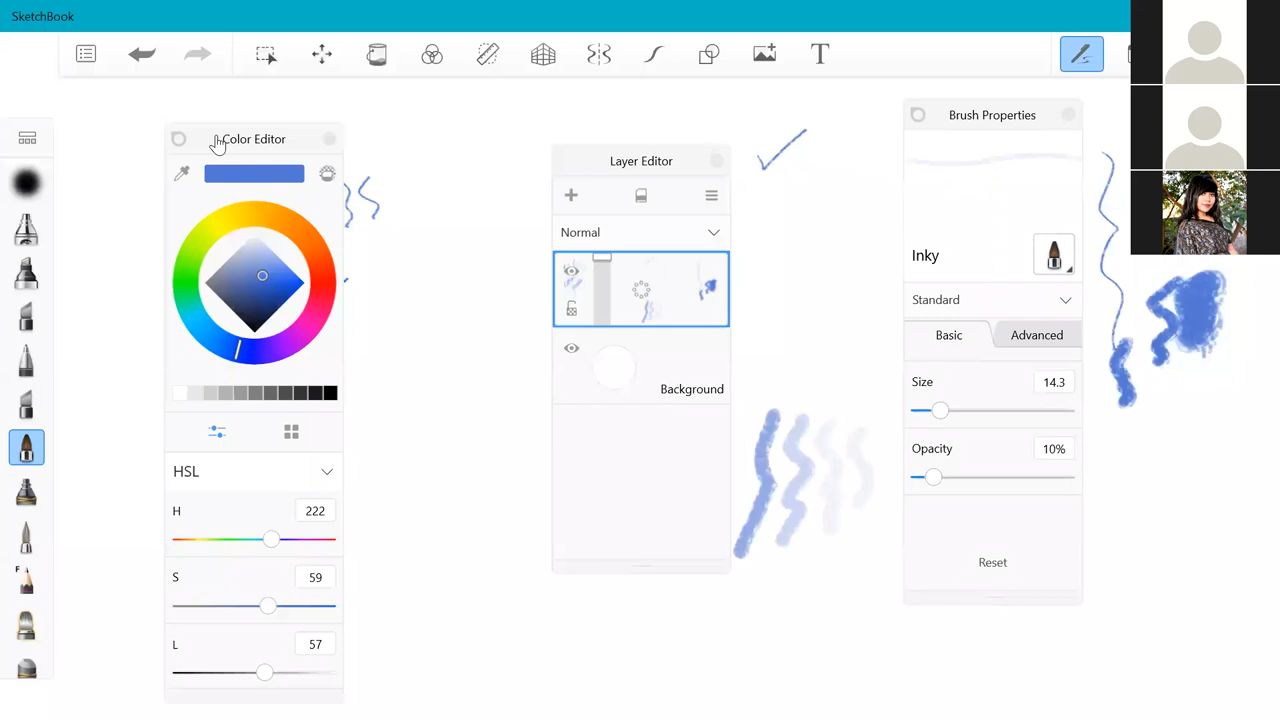 SketchBook
T
Color Editor
HSL
H 222
S 59
L 57
Layer Editor
Normal
Background
Brush Properties
Inky
Standard
Basic Advanced
Size 14.3
Opacity 10%
Reset
F